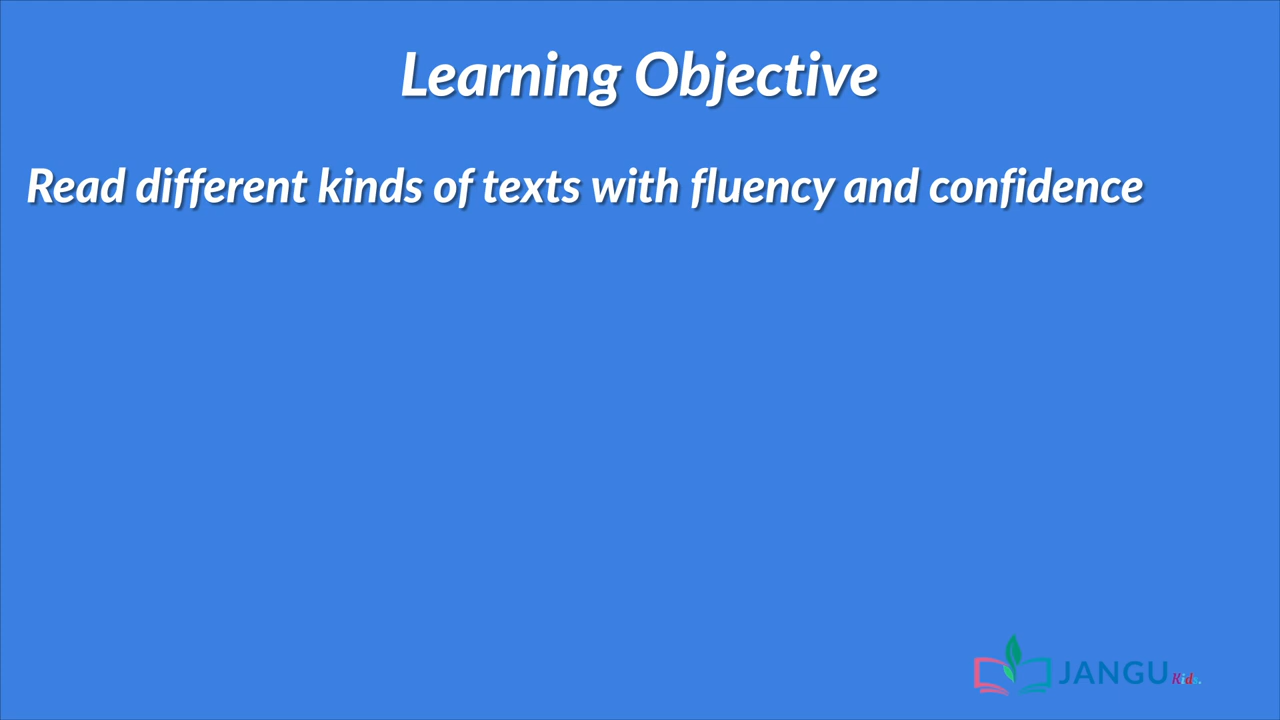 Learning Objective
Read different kinds of texts with fluency and confidence
JANGU Kids.